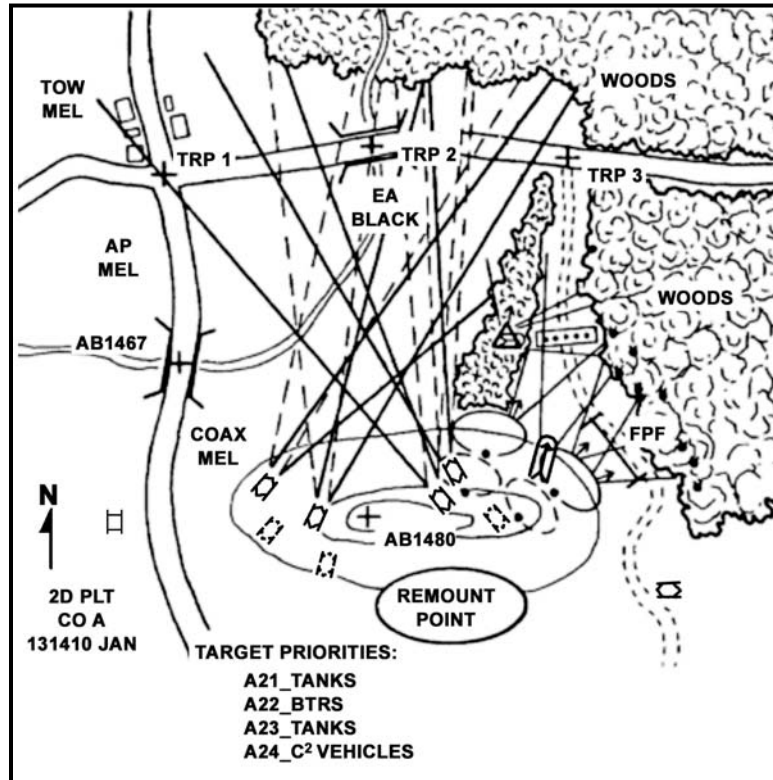 TOW
MEL
WOODS
TRP 1
TRP 2
TRP 3
EA
BLACK
AP
MEL
WOODS
AB1467
COAX
MEL
FPF
N
AB1480
2D PLT
CO A
131410 JAN
REMOUNT
POINT
TARGET PRIORITIES:
A21_TANKS
A22_BTRS
A23_TANKS
A24_C² VEHICLES